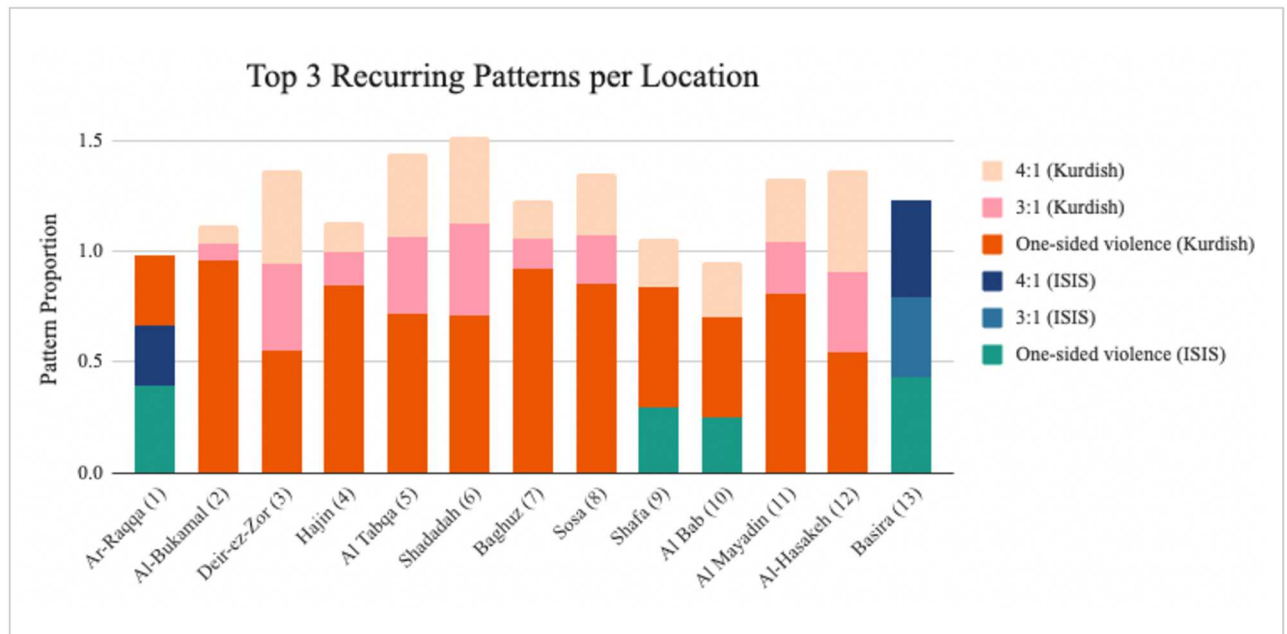 Top 3 Recurring Patterns per Location
Pattern Proportion
1.5
1.0
0.5
0.0
Ar-Raqqa (1)
Al-Bukamal (2)
Deir-ez-Zor (3)
Hajin (4)
Al Tabqa (5)
Shadadah (6)
Baghuz (7)
Sosa (8)
Shafa (9)
Al Bab (10)
Al Mayadin (11)
Al-Hasakeh (12)
Basira (13)
4:1 (Kurdish)
3:1 (Kurdish)
One-sided violence (Kurdish)
4:1 (ISIS)
3:1 (ISIS)
One-sided violence (ISIS)